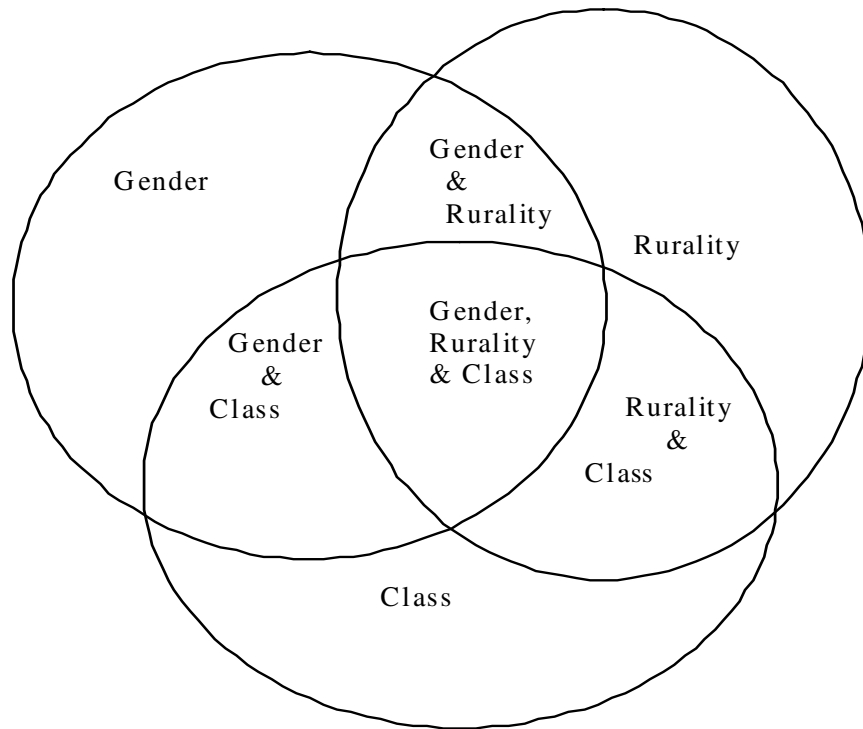 Gender
Gender
&
Rurality
Rurality
Gender,
Rurality
& Class
Gender
&
Class
Rurality
&
Class
Class